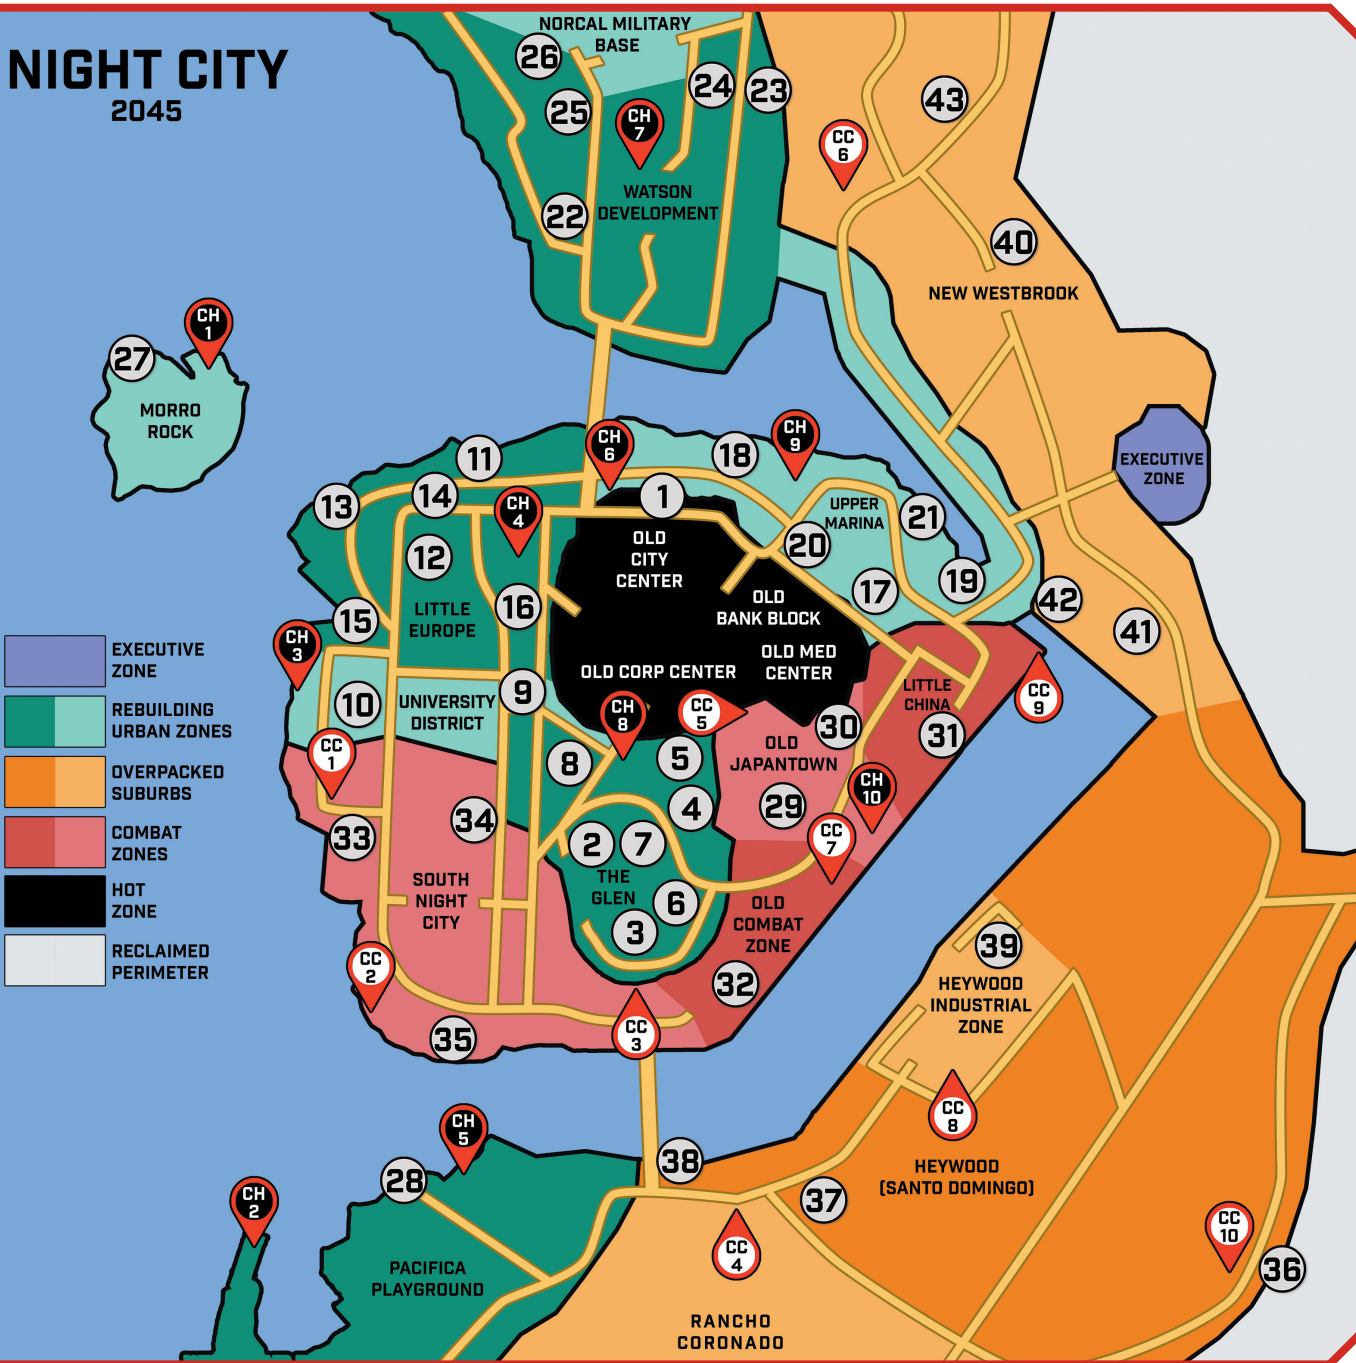 NIGHT CITY
2045
NORCAL MILITARY
BASE
26
25
24
23
CH
7
22
WATSON
DEVELOPMENT
43
CC
6
40
NEW WESTBROOK
CH
1
27
MORRO
ROCK
EXECUTIVE
ZONE
CH
6
CH
9
18
11
14
13
CH
4
1
12
16
15
LITTLE
EUROPE
OLD
CITY
CENTER
UPPER
MARINA
21
20
17
19
OLD
BANK BLOCK
OLD MED
CENTER
OLD CORP CENTER
42
41
CH
3
10
UNIVERSITY
DISTRICT
9
CH
8
CC
5
LITTLE
CHINA
CC
9
30
31
CC
1
8
5
OLD
JAPANTOWN
29
CH
10
CC
7
33
34
4
2
7
THE
GLEN
6
3
SOUTH
NIGHT
CITY
OLD
COMBAT
ZONE
32
CC
2
35
CC
3
EXECUTIVE
ZONE
REBUILDING
URBAN ZONES
OVERPACKED
SUBURBS
COMBAT
ZONES
HOT
ZONE
RECLAIMED
PERIMETER
39
HEYWOOD
INDUSTRIAL
ZONE
CC
8
HEYWOOD
(SANTO DOMINGO)
CH
5
28
CH
2
PACIFICA
PLAYGROUND
38
37
CC
4
RANCHO
CORONADO
CC
10
36